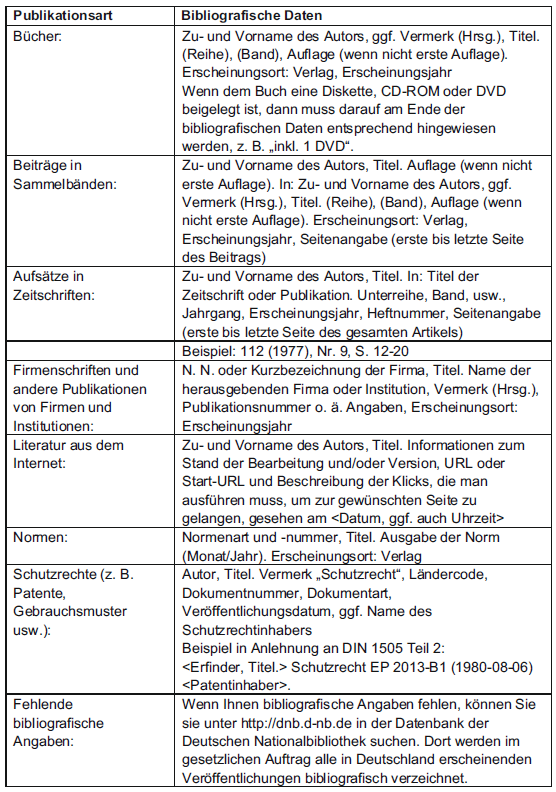 Publikationsart Bibliografische Daten
Bücher: Zu- und Vorname des Autors, ggf. Vermerk (Hrsg.), Titel.
(Reihe), (Band), Auflage (wenn nicht erste Auflage).
Erscheinungsort: Verlag, Erscheinungsjahr
Wenn dem Buch eine Diskette, CD-ROM oder DVD
beigelegt ist, dann muss darauf am Ende der
bibliografischen Daten entsprechend hingewiesen
werden, z. B. „inkl. 1 DVD“.
Beiträge in Zu- und Vorname des Autors, Titel. Auflage (wenn nicht
Sammelbänden: erste Auflage). In: Zu- und Vorname des Autors, ggf.
Vermerk (Hrsg.), Titel. (Reihe), (Band), Auflage (wenn
nicht erste Auflage). Erscheinungsort: Verlag,
Erscheinungsjahr, Seitenangabe (erste bis letzte Seite
des Beitrags)
Aufsätze in Zu- und Vorname des Autors, Titel. In: Titel der
Zeitschriften: Zeitschrift oder Publikation. Unterreihe, Band, usw.,
Jahrgang, Erscheinungsjahr, Heftnummer, Seitenangabe
(erste bis letzte Seite des gesamten Artikels)
Beispiel: 112 (1977), Nr. 9, S. 12-20
Firmenschriften und N. N. oder Kurzbezeichnung der Firma, Titel. Name der
andere Publikationen herausgebenden Firma oder Institution, Vermerk (Hrsg.),
von Firmen und Publikationsnummer o. ä. Angaben, Erscheinungsort:
Institutionen: Erscheinungsjahr
Literatur aus dem Zu- und Vorname des Autors, Titel. Informationen zum
Internet: Stand der Bearbeitung und/oder Version, URL oder
Start-URL und Beschreibung der Klicks, die man
ausführen muss, um zur gewünschten Seite zu
gelangen, gesehen am <Datum, ggf. auch Uhrzeit>
Normen: Normenart und -nummer, Titel. Ausgabe der Norm
(Monat/Jahr). Erscheinungsort: Verlag
Schutzrechte (z. B. Autor, Titel. Vermerk „Schutzrecht“, Ländercode,
Patente, Dokumentnummer, Dokumentart,
Gebrauchsmuster Veröffentlichungsdatum, ggf. Name des
usw.): Schutzrechtinhabers
Beispiel in Anlehnung an DIN 1505 Teil 2:
<Erfinder, Titel.> Schutzrecht EP 2013-B1 (1980-08-06)
<Patentinhaber>.
Fehlende Wenn Ihnen bibliografische Angaben fehlen, können Sie
bibliografische sie unter http://dnb.d-nb.de in der Datenbank der
Angaben: Deutschen Nationalbibliothek suchen. Dort werden im
gesetzlichen Auftrag alle in Deutschland erscheinenden
Veröffentlichungen bibliografisch verzeichnet.